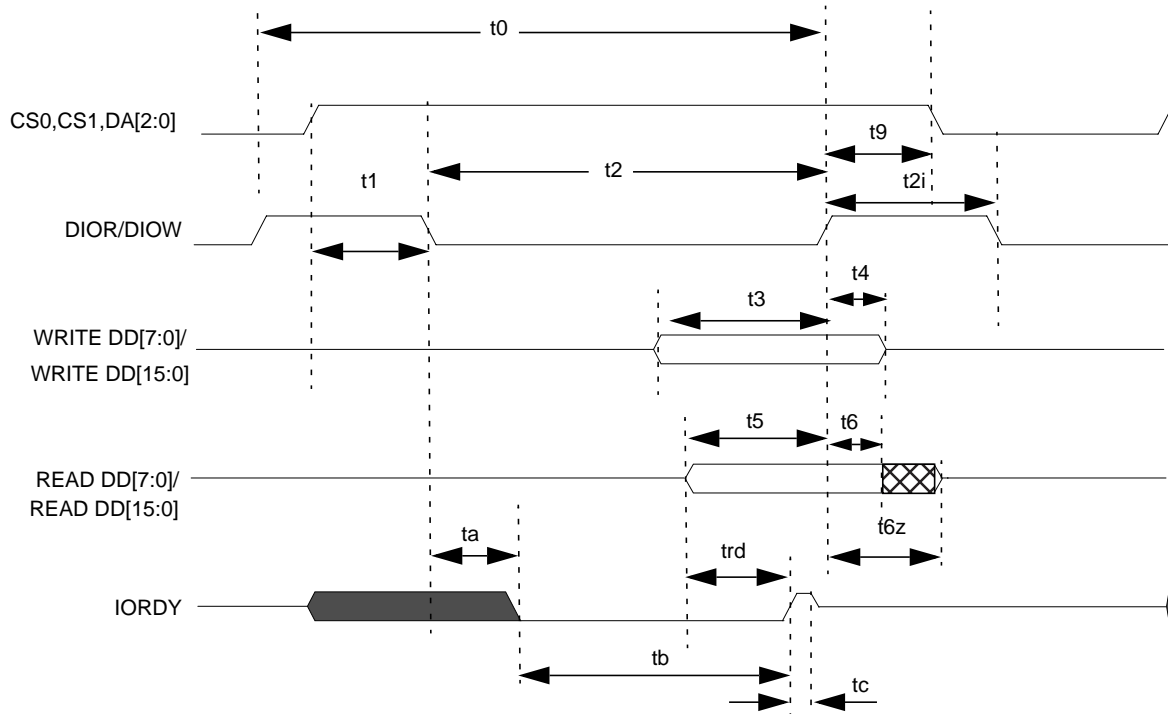 t0
CS0,CS1,DA[2:0]
t9
t1
t2
t2i
DIOR/DIOW
t4
t3
WRITE DD[7:0]/
WRITE DD[15:0]
t5
t6
READ DD[7:0]/
READ DD[15:0]
t6z
ta
trd
IORDY
tb
tc